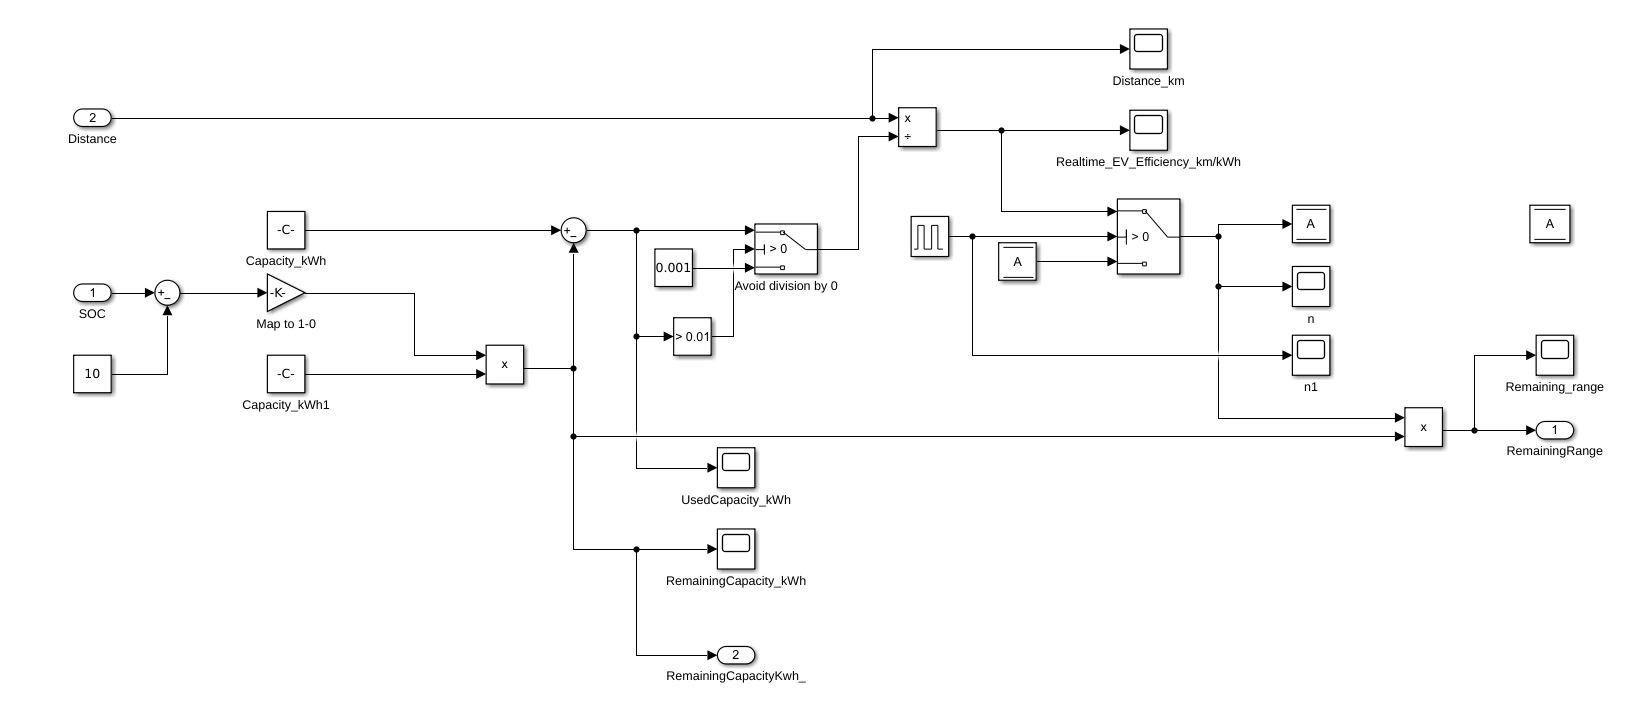 Distance_km
2
Distance
x
÷
Realtime_EV_Efficiency_km/kWh
-C-
Capacity_kWh
+
_
0.001
> 0
Avoid division by 0
> 0
A
A
A
1
SOC
+
_
-K-
Map to 1-0
n
> 0.01
10
-C-
Capacity_kWh1
x
n1
Remaining_range
x
1
RemainingRange
UsedCapacity_kWh
RemainingCapacity_kWh
2
RemainingCapacityKwh_